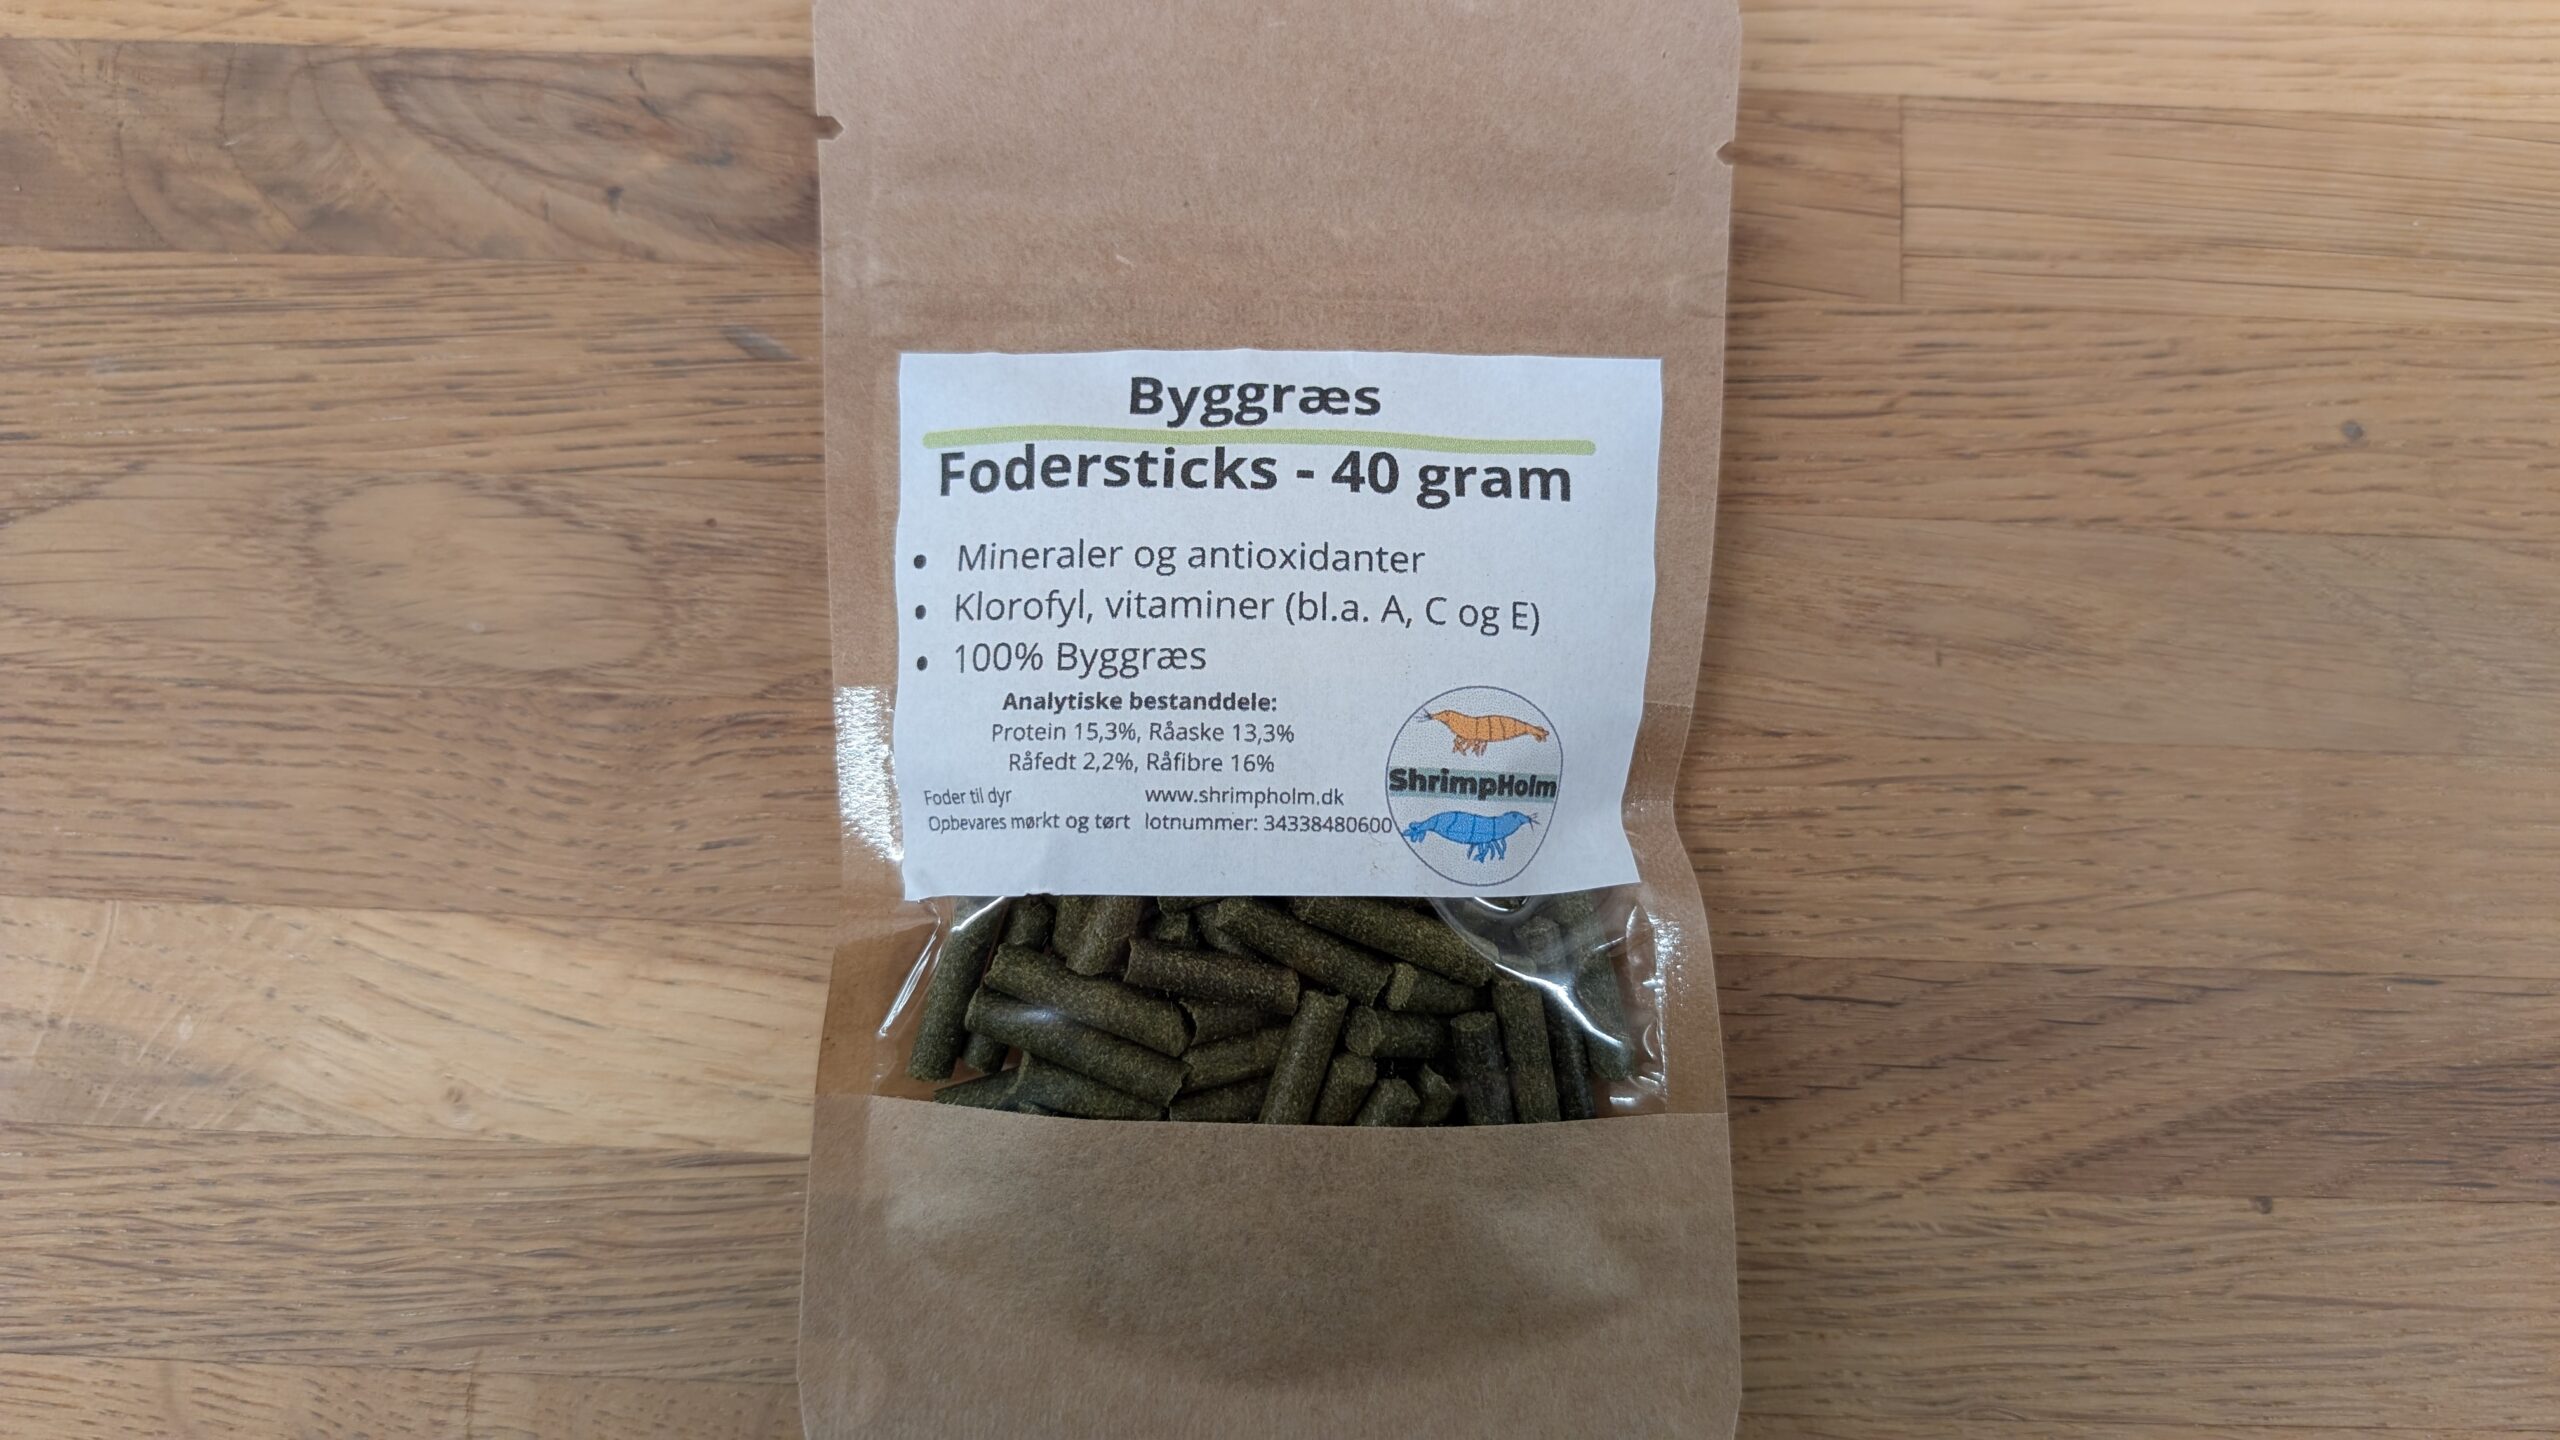 Byggræs
Fodersticks - 40 gram
• Mineraler og antioxidanter
• Klorofyl, vitaminer (bl.a. A, C og E)
• 100% Byggræs
Analytiske bestanddele:
Protein 15,3%, Råaske 13,3%
Råfedt 2,2%, Råfibre 16%
Foder til dyr www.shrimpholm.dk
Opbevares mørkt og tørt lotnummer: 34338480600
ShrimpHolm